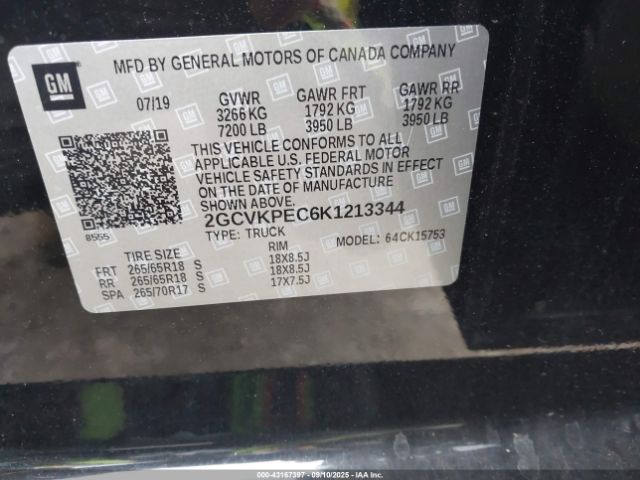 MFD BY GENERAL MOTORS OF CANADA COMPANY
GM
07/19 GVWR GAWR FRT GAWR RR
3266 KG 1792 KG 1792 KG
7200 LB 3950 LB 3950 LB
THIS VEHICLE CONFORMS TO ALL
APPLICABLE U.S. FEDERAL MOTOR
VEHICLE SAFETY STANDARDS IN EFFECT
ON THE DATE OF MANUFACTURE
SHOWN ABOVE.
2GCVKPEC6K1213344
8555
TYPE: TRUCK MODEL: 64CK15753
TIRE SIZE RIM
FRT 265/65R18 S 18X8.5J
RR 265/65R18 S 18X8.5J
SPA 265/70R17 S 17X7.5J
000-43167397 - 09/10/2025 - IAA Inc.